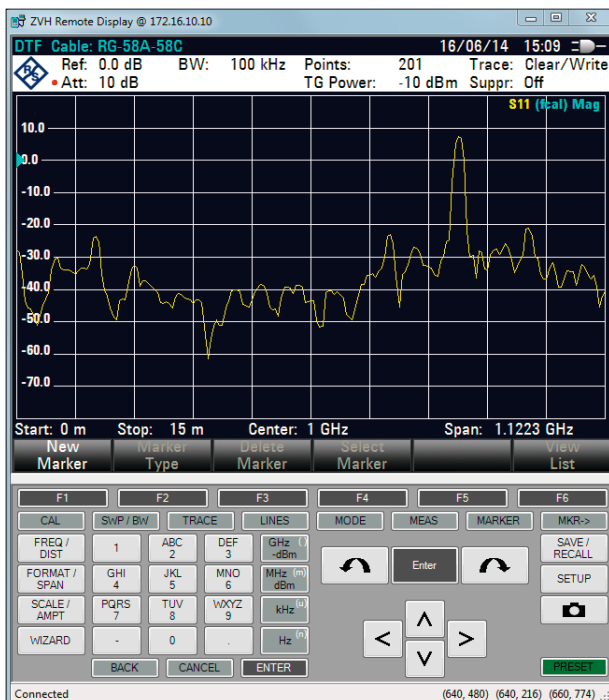 ZVH Remote Display @ 172.16.10.10
DTF Cable: RG-58A-58C 16/06/14 15:09
Ref: 0.0 dB BW: 100 kHz Points: 201 Trace: Clear/Write
Att: 10 dB TG Power: -10 dBm Suppr: Off
S11 (fcal) Mag
10.0
0.0
-10.0
-20.0
-30.0
-40.0
-50.0
-60.0
-70.0
Start: 0 m Stop: 15 m Center: 1 GHz Span: 1.1223 GHz
New Marker Delete Select View
Marker Type Marker Marker List
F1 F2 F3 F4 F5 F6
CAL SWP / BW TRACE LINES MODE MEAS MARKER MKR->
FREQ / DIST 1 ABC 2 DEF 3 GHz ( ) -dBm Enter SAVE / RECALL
FORMAT / SPAN GHI 4 JKL 5 MNO 6 MHz (m) dBm SETUP
SCALE / AMPT PQRS 7 TUV 8 WXYZ 9 kHz (u)
WIZARD - 0 . Hz (n)
BACK CANCEL ENTER PRESET
Connected (640, 480) (640, 216) (660, 774)